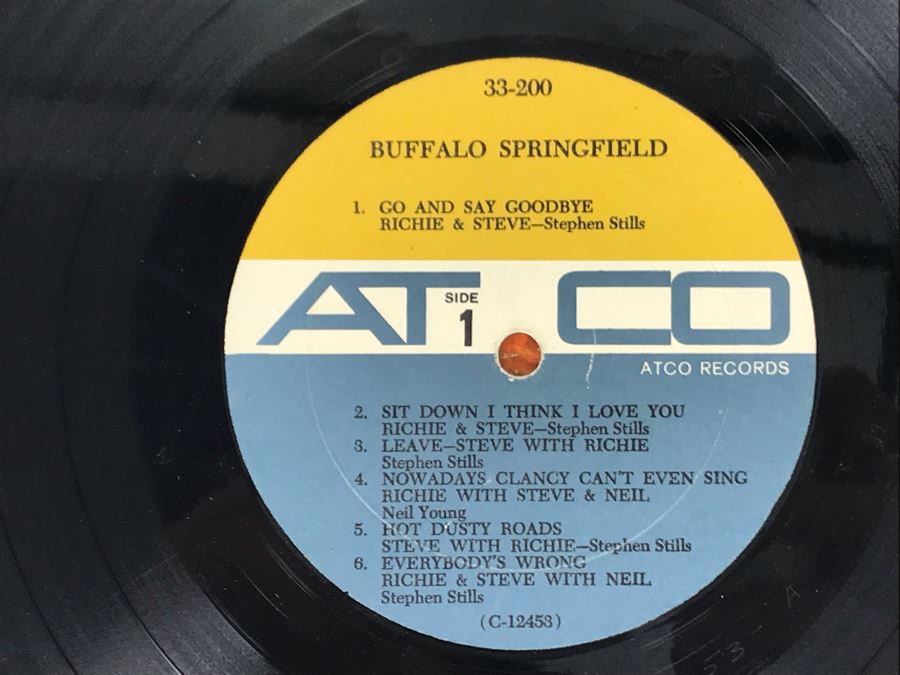 33-200
BUFFALO SPRINGFIELD
1. GO AND SAY GOODBYE
RICHIE & STEVE—Stephen Stills
ATCO
SIDE
1
ATCO RECORDS
2. SIT DOWN I THINK I LOVE YOU
RICHIE & STEVE—Stephen Stills
3. LEAVE—STEVE WITH RICHIE
Stephen Stills
4. NOWADAYS CLANCY CAN'T EVEN SING
RICHIE WITH STEVE & NEIL
Neil Young
5. HOT DUSTY ROADS
STEVE WITH RICHIE—Stephen Stills
6. EVERYBODY'S WRONG
RICHIE & STEVE WITH NEIL
Stephen Stills
(C-12453)
53-A